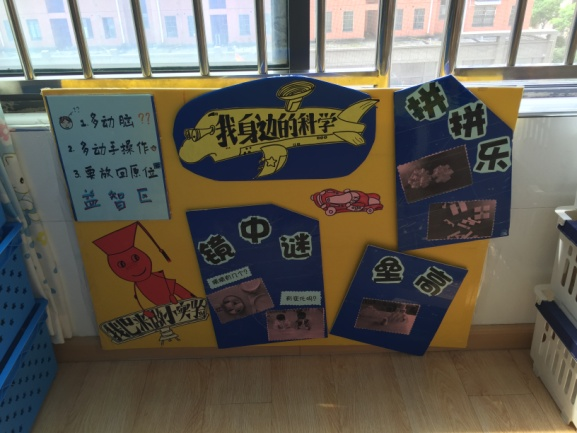 1.多动脑??
2.多动手操作
3.要放回原位
益智区
我身边的科学
拼拼乐
镜中谜
垒高